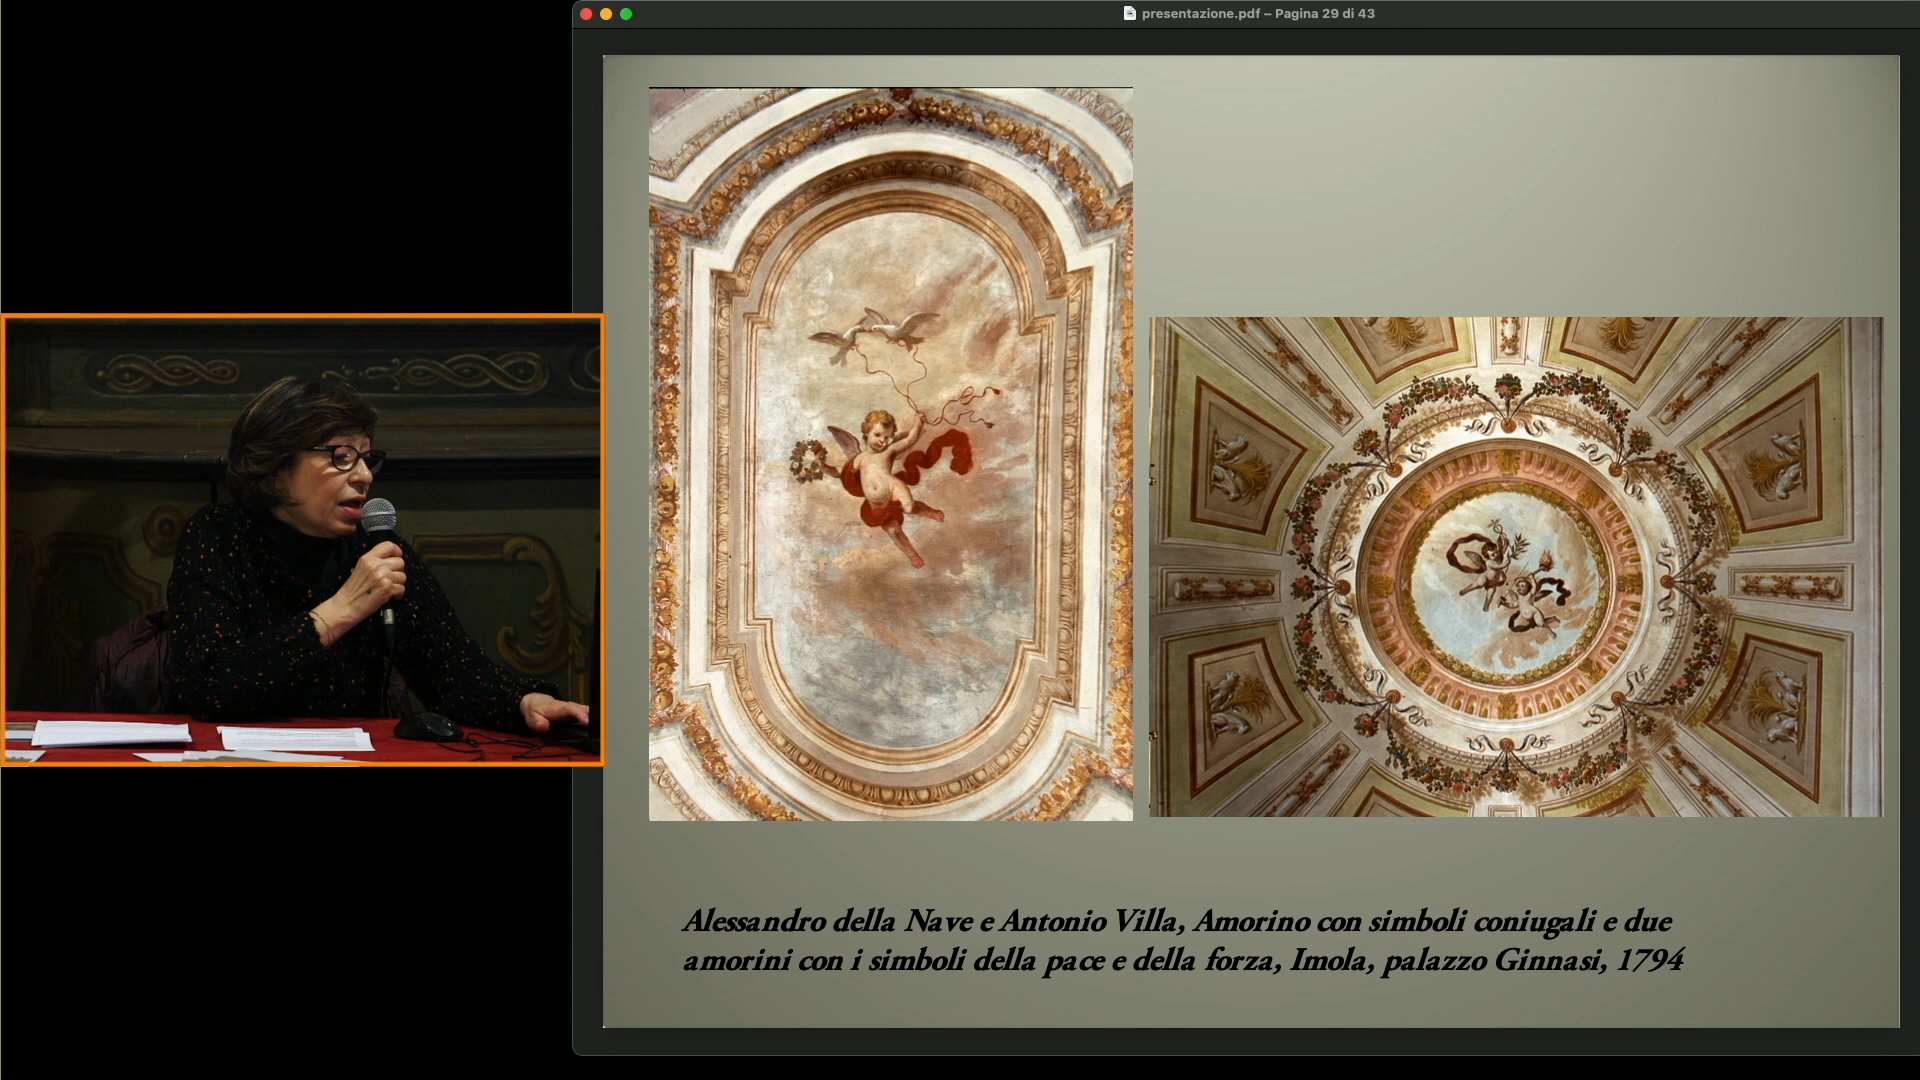 presentazione.pdf – Pagina 29 di 43
Alessandro della Nave e Antonio Villa, Amorino con simboli coniugali e due
amorini con i simboli della pace e della forza, Imola, palazzo Ginnasi, 1794